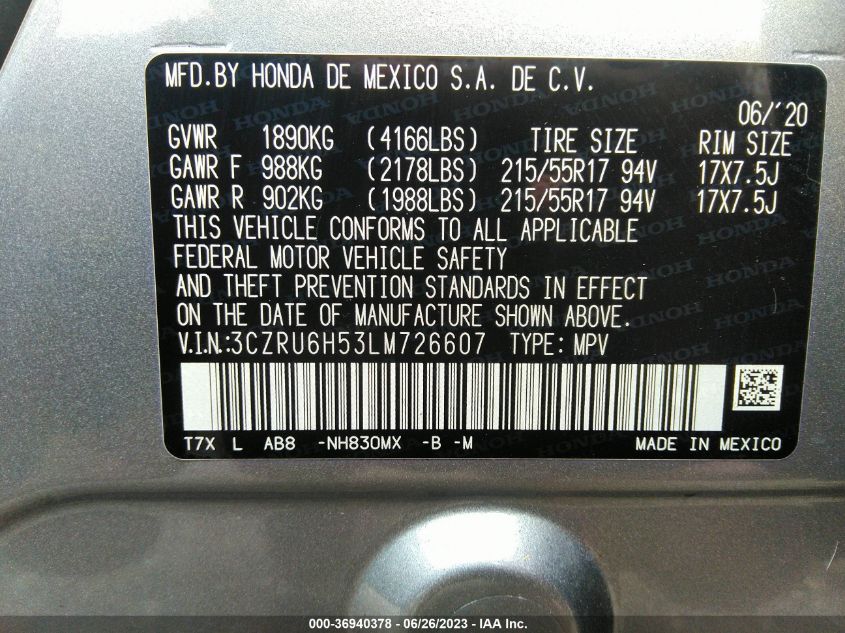 MFD.BY HONDA DE MEXICO S.A. DE C.V.
06/'20
GVWR 1890KG (4166LBS) TIRE SIZE RIM SIZE
GAWR F 988KG (2178LBS) 215/55R17 94V 17X7.5J
GAWR R 902KG (1988LBS) 215/55R17 94V 17X7.5J
THIS VEHICLE CONFORMS TO ALL APPLICABLE
FEDERAL MOTOR VEHICLE SAFETY
AND THEFT PREVENTION STANDARDS IN EFFECT
ON THE DATE OF MANUFACTURE SHOWN ABOVE.
V.I.N.:3CZRU6H53LM726607 TYPE: MPV
T7X L AB8 -NH830MX -B -M MADE IN MEXICO
000-36940378 - 06/26/2023 - IAA Inc.